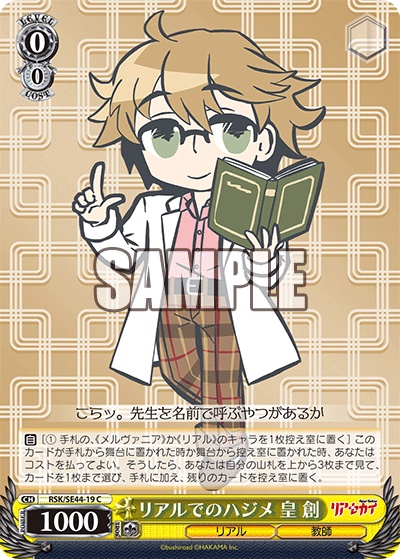 LEVEL
0
0
COST
SAMPLE
こらッ。先生を名前で呼ぶやつがあるか
【自】［① 手札の、《メルヴァニア》か《リアル》のキャラを1枚控え室に置く］この
カードが手札から舞台に置かれた時か舞台から控え室に置かれた時、あなたは
コストを払ってよい。そうしたら、あなたは自分の山札を上から3枚まで見て、
カードを1枚まで選び、手札に加え、残りのカードを控え室に置く。
CH RSK/SE44-19 C
POWER 1000
リアルでのハジメ 皇 創
リアル 教師
©bushiroad ©HAKAMA Inc.